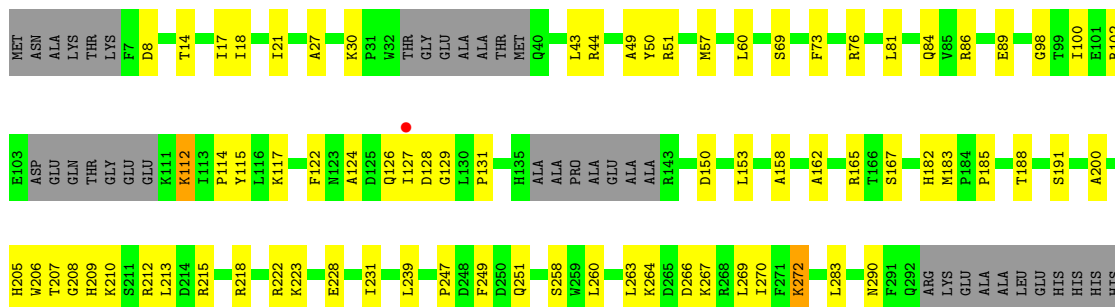 MET ASN ALA LYS THR LYS F7 D8 T14 I17 I18 I21 A27 K30 P31 W32 THR GLY GLU ALA ALA THR MET Q40 L43 R44 A49 Y50 R51 M57 L60 S69 F73 R76 L81 Q84 V85 R86 E89 G98 T99 I100 E101 R102
E103 ASP GLU GLN THR GLY GLU GLU K111 K112 I113 P114 Y115 L116 K117 F122 N123 A124 D125 Q126 I127 D128 G129 L130 P131 H135 ALA ALA PRO ALA GLU ALA ALA R143 D150 L153 A158 A162 R165 T166 S167 H182 M183 P184 P185 T188 S191 A200
H205 W206 T207 G208 H209 K210 S211 R212 L213 D214 R215 R218 R222 K223 E228 I231 L239 P247 D248 F249 D250 Q251 S258 W259 L260 L263 K264 D265 D266 K267 R268 L269 I270 F271 K272 L283 N290 F291 Q292 ARG LYS GLU ALA ALA LEU GLU HIS HIS HIS HIS